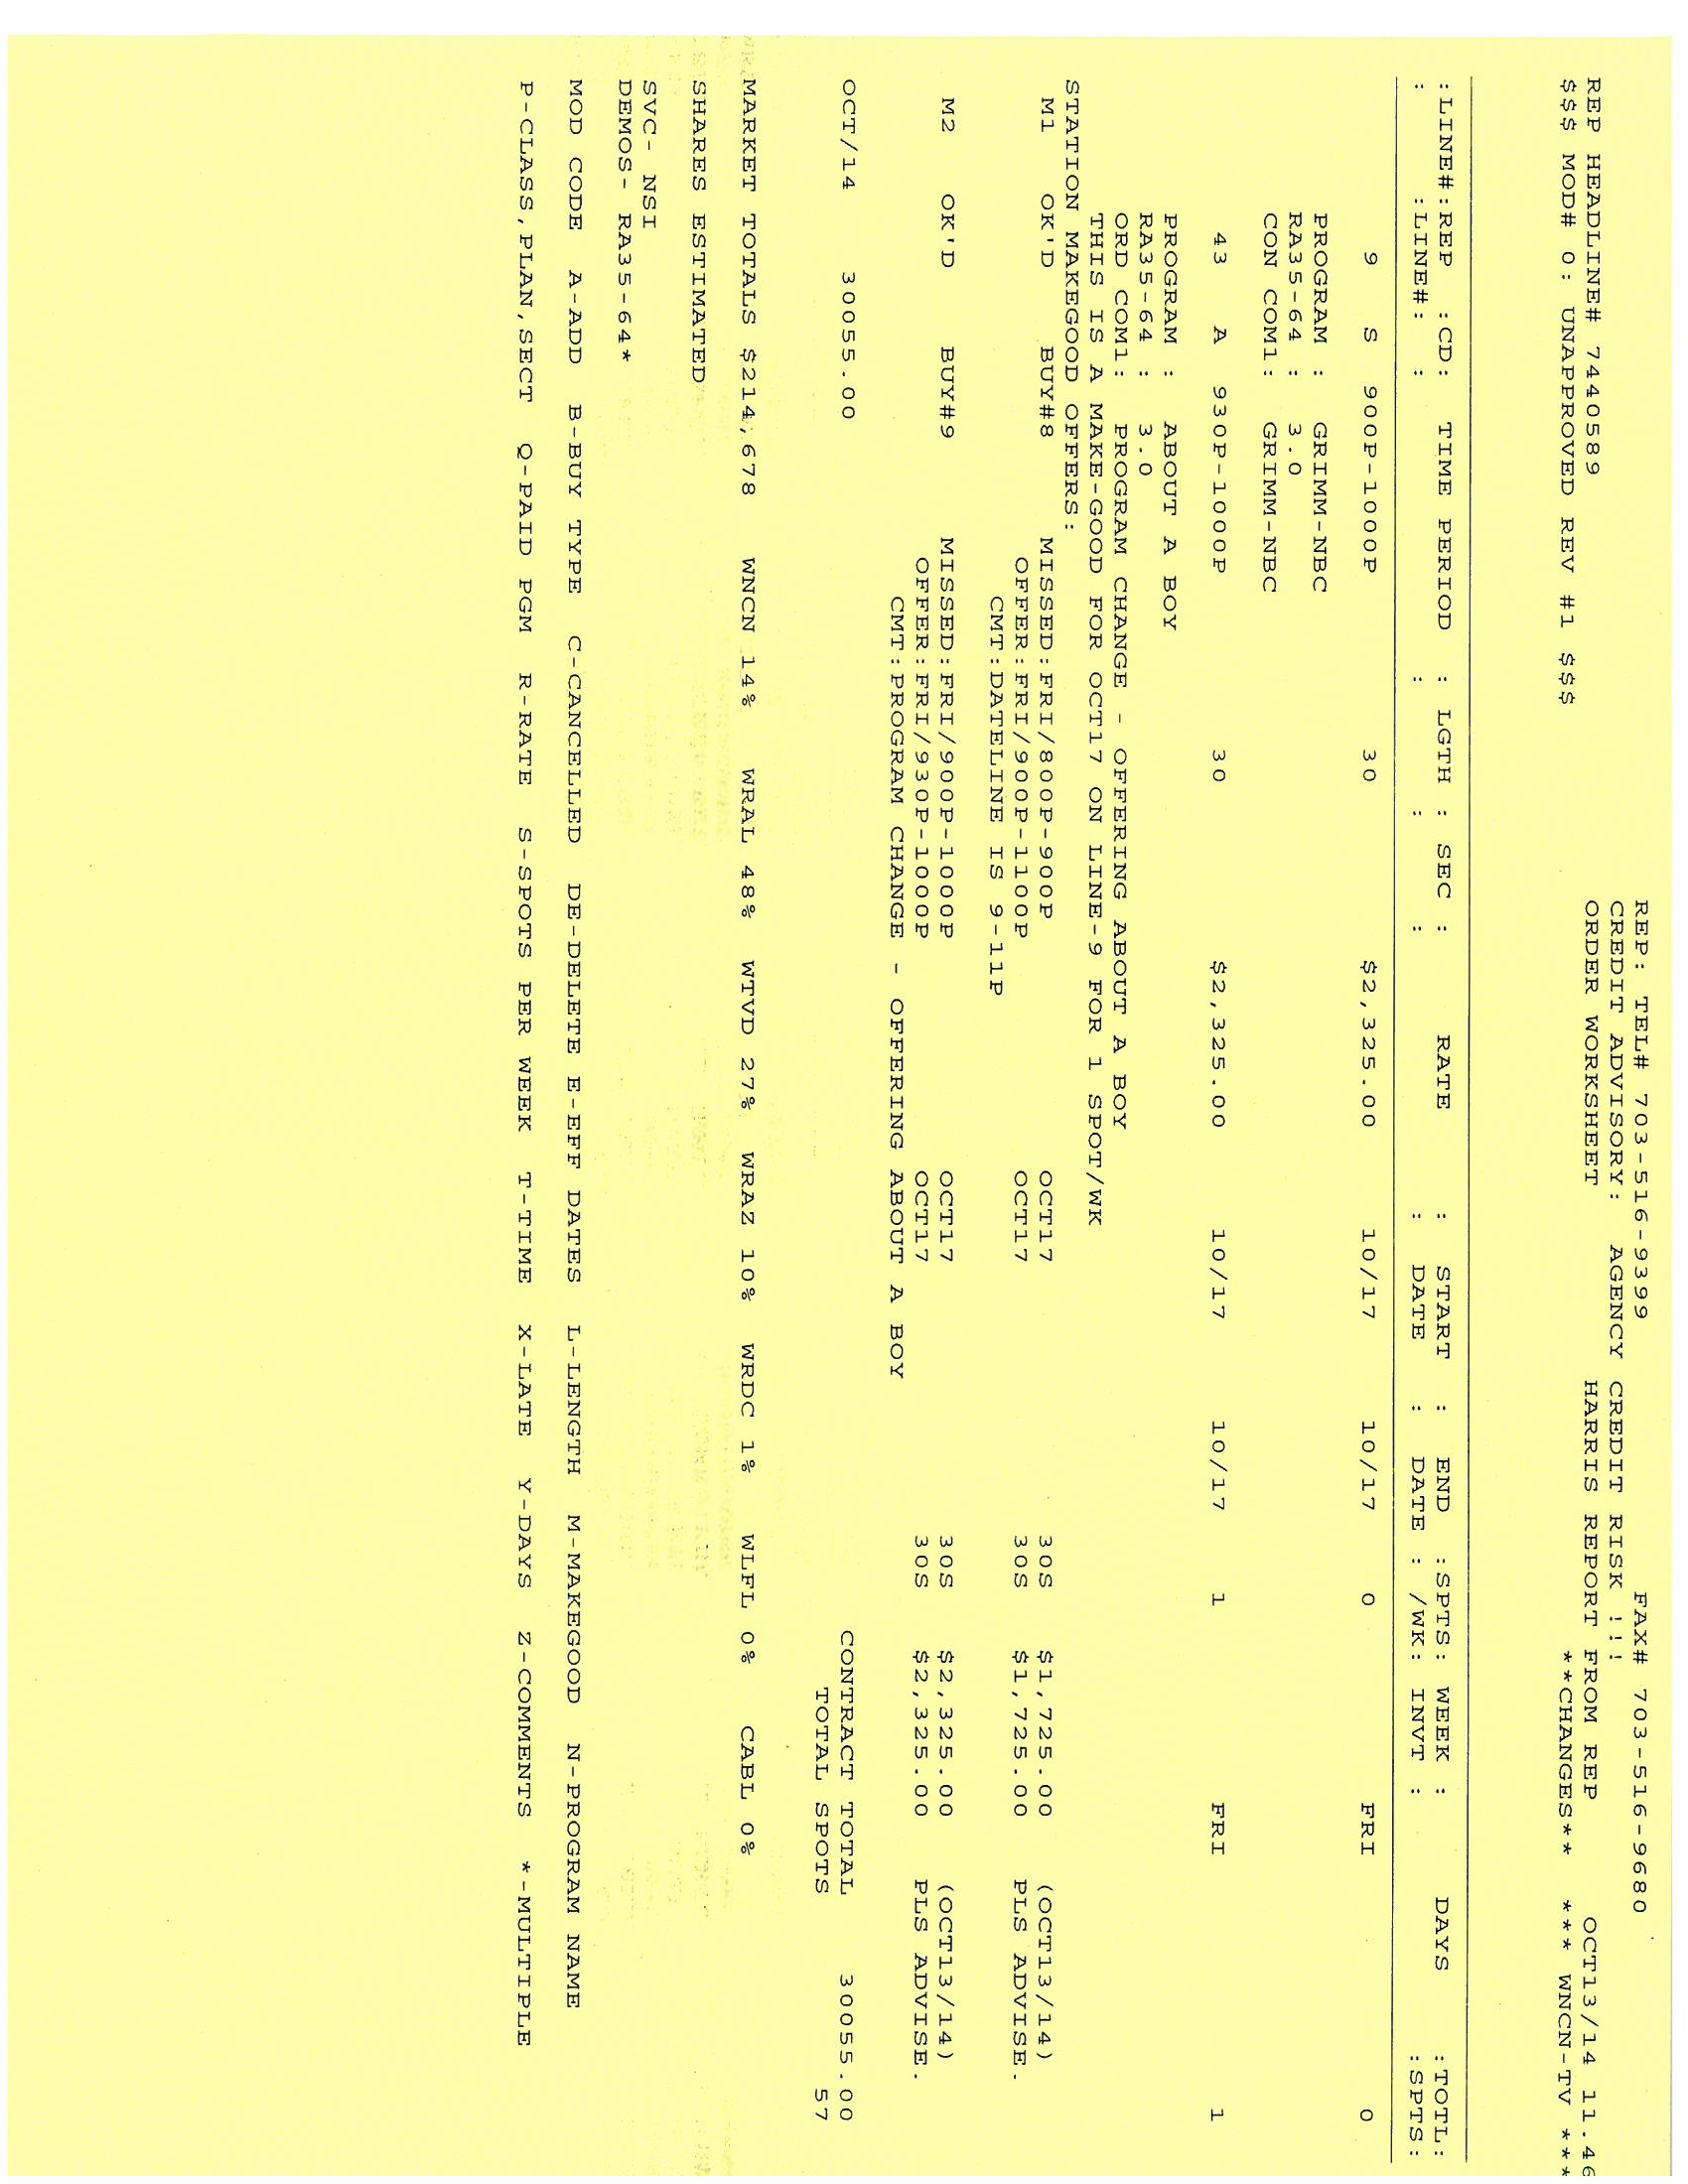 REP: TEL# 703-516-9399 FAX# 703-516-9680
CREDIT ADVISORY: AGENCY CREDIT RISK !!!
REP HEADLINE# 7440589 ORDER WORKSHEET HARRIS REPORT FROM REP OCT13/14 11.46
$$$ MOD# 0: UNAPPROVED REV #1 $$$ **CHANGES** *** WNCN-TV ***
:LINE#:REP :CD: TIME PERIOD : LGTH : SEC : RATE : START : END :SPTS: WEEK : DAYS :TOTL:
: :LINE#: : : : : : DATE : DATE : /WK: INVT : :SPTS:
9 S 900P-1000P 30 $2,325.00 10/17 10/17 0 FRI 0
PROGRAM : GRIMM-NBC
RA35-64 : 3.0
CON COM1: GRIMM-NBC
43 A 930P-1000P 30 $2,325.00 10/17 10/17 1 FRI 1
PROGRAM : ABOUT A BOY
RA35-64 : 3.0
ORD COM1: PROGRAM CHANGE - OFFERING ABOUT A BOY
THIS IS A MAKE-GOOD FOR OCT17 ON LINE-9 FOR 1 SPOT/WK
STATION MAKEGOOD OFFERS:
M1 OK'D BUY#8 MISSED:FRI/800P-900P OCT17 30S $1,725.00 (OCT13/14)
OFFER:FRI/900P-1100P OCT17 30S $1,725.00 PLS ADVISE.
CMT:DATELINE IS 9-11P
M2 OK'D BUY#9 MISSED:FRI/900P-1000P OCT17 30S $2,325.00 (OCT13/14)
OFFER:FRI/930P-1000P OCT17 30S $2,325.00 PLS ADVISE.
CMT:PROGRAM CHANGE - OFFERING ABOUT A BOY
OCT/14 30055.00 CONTRACT TOTAL 30055.00
TOTAL SPOTS 57
MARKET TOTALS $214,678 WNCN 14% WRAL 48% WTVD 27% WRAZ 10% WRDC 1% WLFL 0% CABL 0%
SHARES ESTIMATED
SVC- NSI
DEMOS- RA35-64*
MOD CODE A-ADD B-BUY TYPE C-CANCELLED DE-DELETE E-EFF DATES L-LENGTH M-MAKEGOOD N-PROGRAM NAME
P-CLASS,PLAN,SECT Q-PAID PGM R-RATE S-SPOTS PER WEEK T-TIME X-LATE Y-DAYS Z-COMMENTS *-MULTIPLE